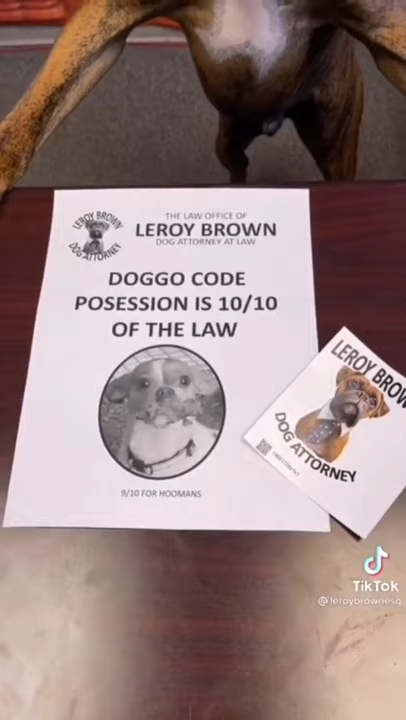 LEROY BROWN
DOG ATTORNEY
THE LAW OFFICE OF
LEROY BROWN
DOG ATTORNEY AT LAW
DOGGO CODE
POSESSION IS 10/10
OF THE LAW
9/10 FOR HOOMANS
LEROY BROW
DOG ATTORNEY
TikTok
@leroybrownesq